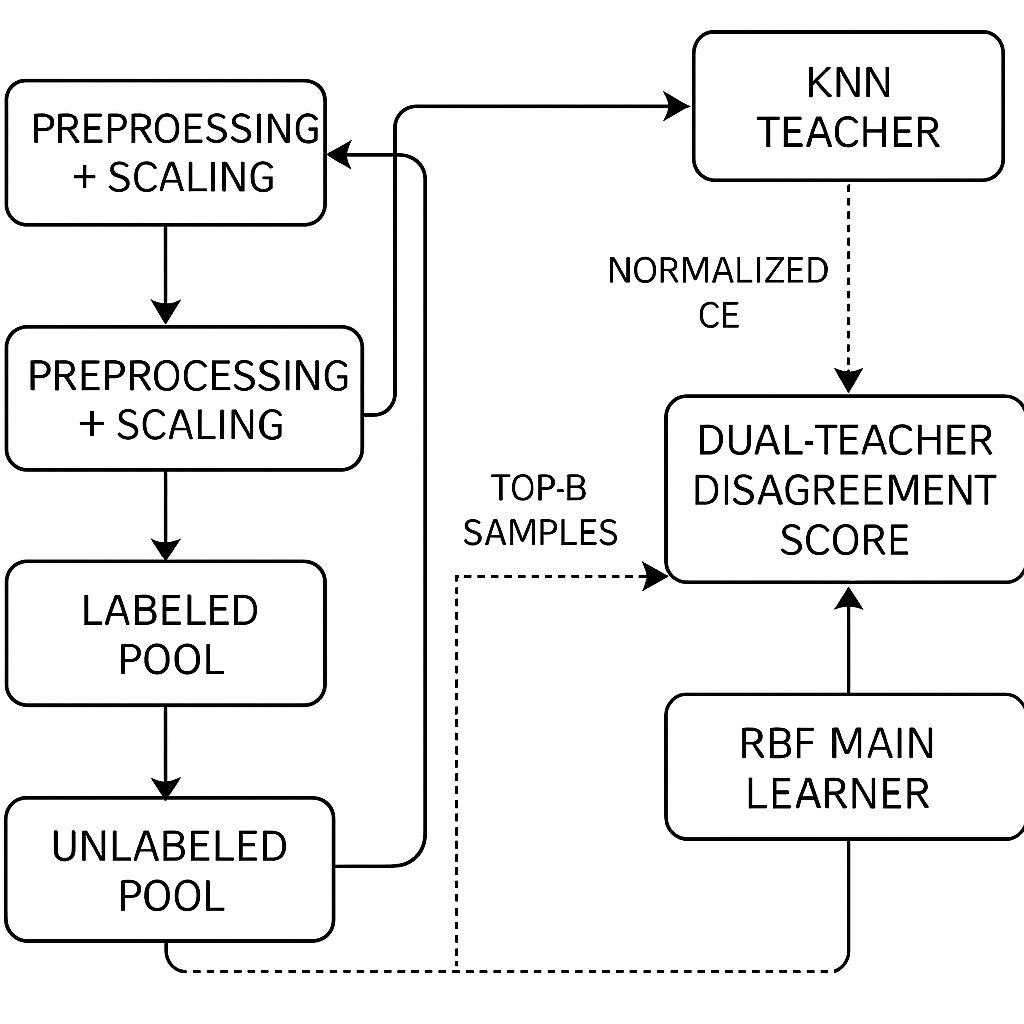 PREPROESSING
+ SCALING
PREPROCESSING
+ SCALING
LABELED
POOL
UNLABELED
POOL
KNN
TEACHER
NORMALIZED
CE
DUAL-TEACHER
DISAGREEMENT
SCORE
TOP-B
SAMPLES
RBF MAIN
LEARNER